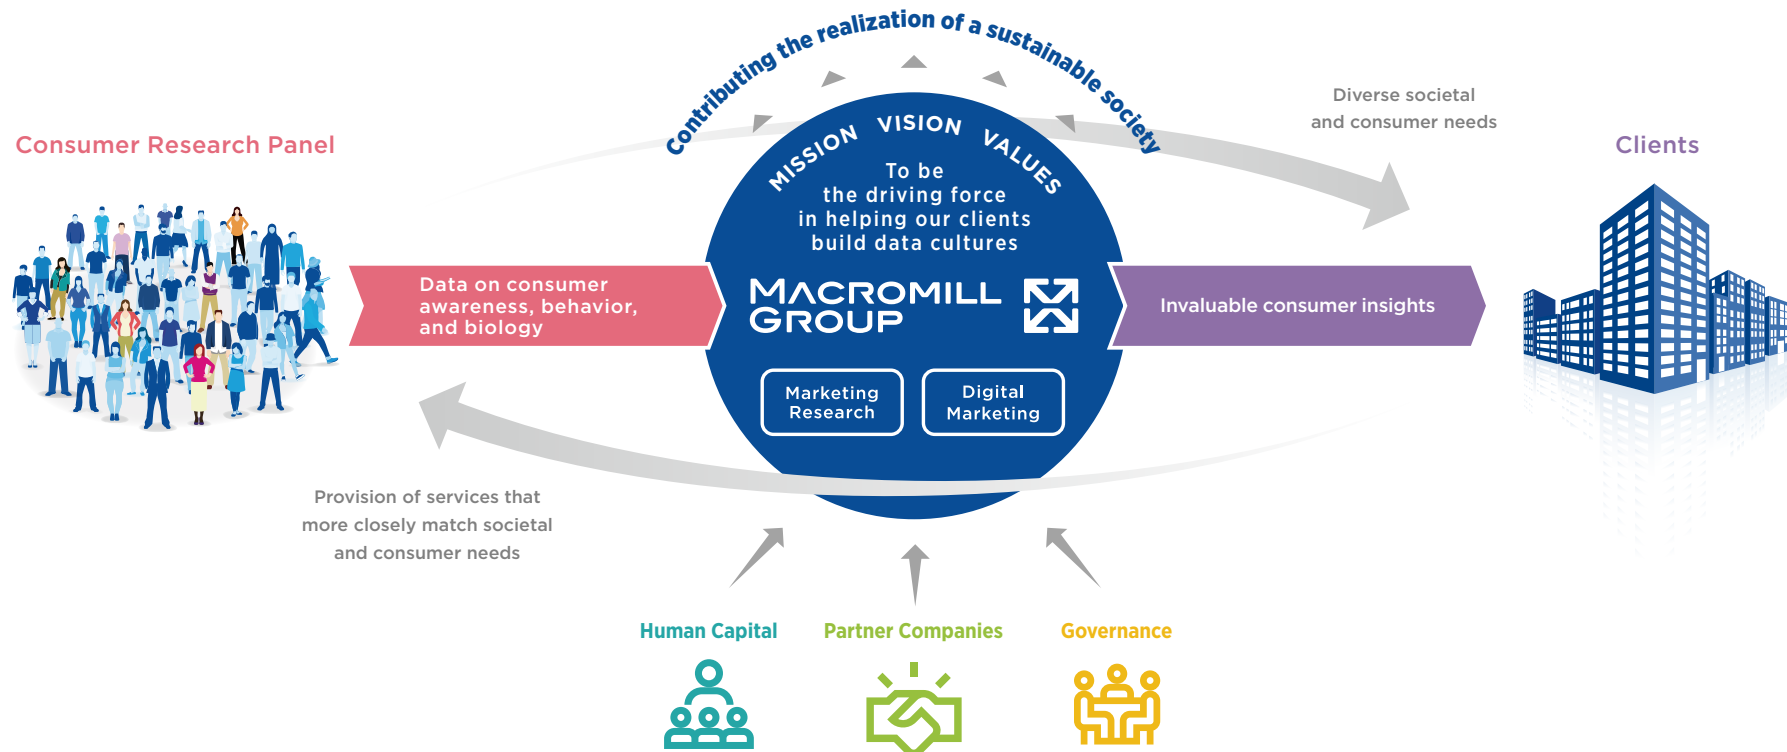 Contributing the realization of a sustainable society
Diverse societal
and consumer needs
Consumer Research Panel
MISSION VISION VALUES
Clients
To be
the driving force
in helping our clients
build data cultures
Data on consumer
awareness, behavior,
and biology
MACROMILL
GROUP
Invaluable consumer insights
Marketing
Research
Digital
Marketing
Provision of services that
more closely match societal
and consumer needs
Human Capital
Partner Companies
Governance